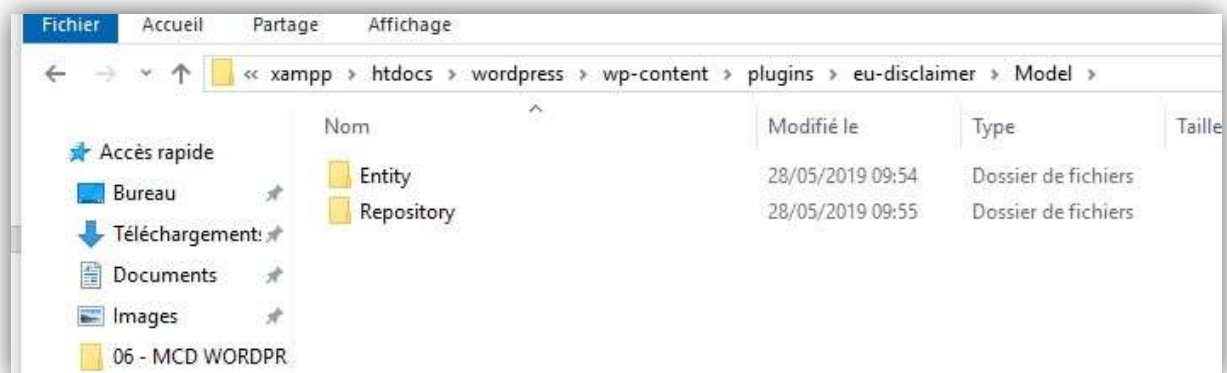 Fichier Accueil Partage Affichage
« xampp > htdocs > wordpress > wp-content > plugins > eu-disclaimer > Model >
Nom Modifié le Type Taille
Accès rapide
Entity 28/05/2019 09:54 Dossier de fichiers
Bureau
Repository 28/05/2019 09:55 Dossier de fichiers
Téléchargement:
Documents
Images
06 - MCD WORDPR